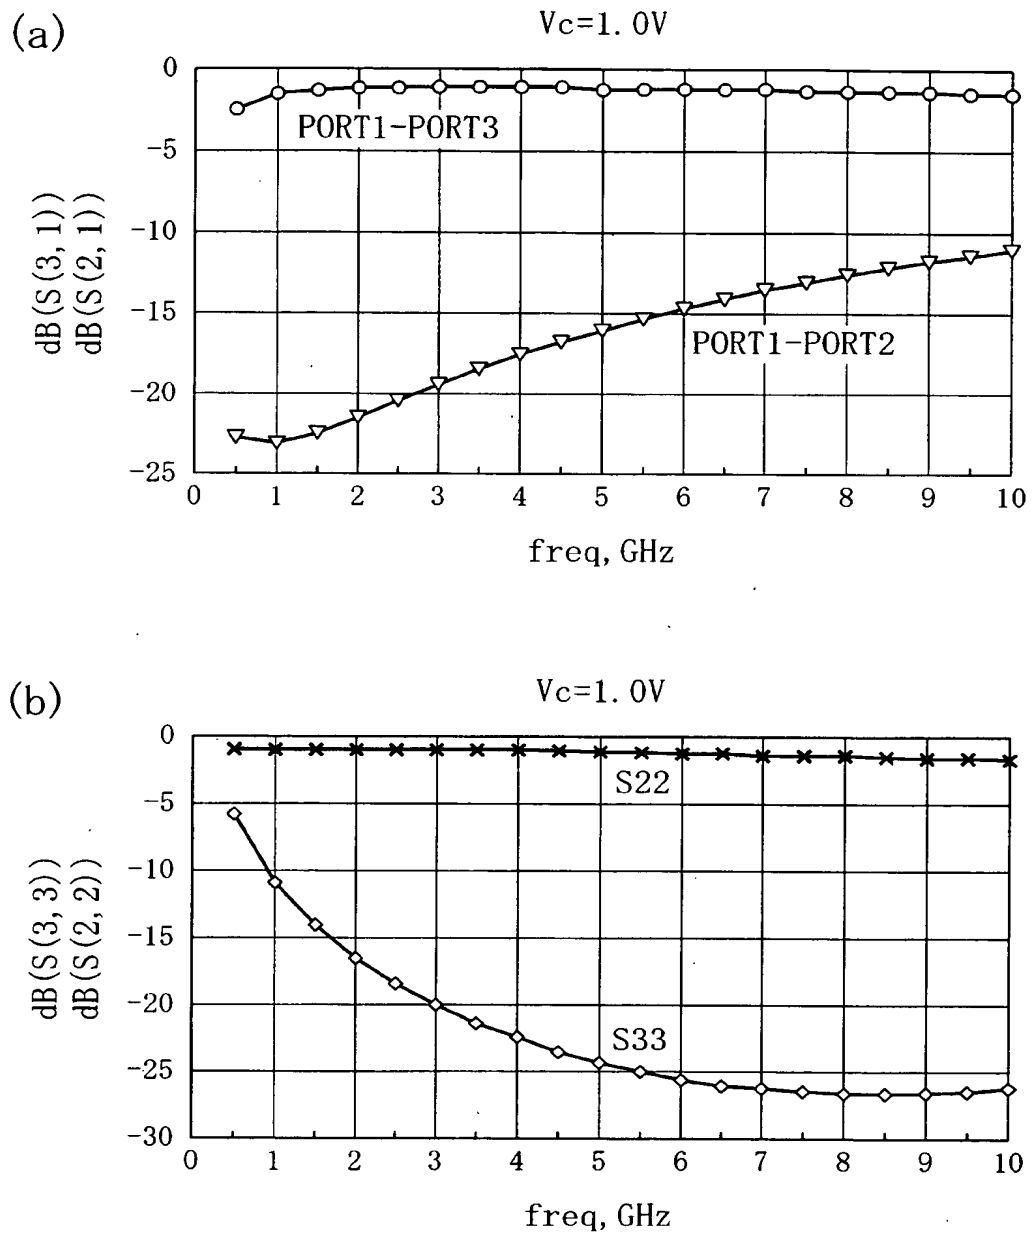 (a)
Vc=1.0V
0
-5
-10
-15
-20
-25
dB(S(3,1))
dB(S(2,1))
PORT1-PORT3
PORT1-PORT2
0 1 2 3 4 5 6 7 8 9 10
freq,GHz
(b)
Vc=1.0V
0
-5
-10
-15
-20
-25
-30
dB(S(3,3))
dB(S(2,2))
S22
S33
0 1 2 3 4 5 6 7 8 9 10
freq,GHz